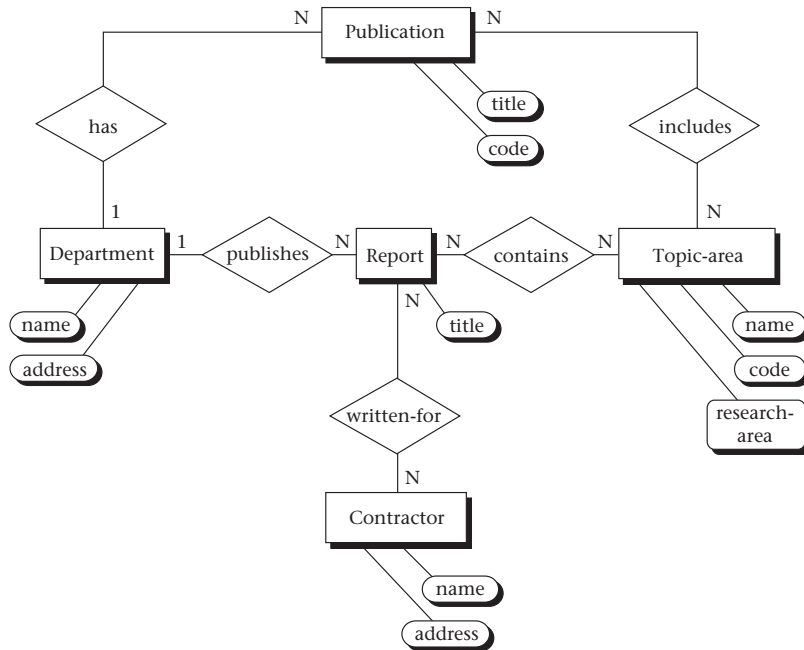 N
Publication
N
title
has
includes
code
1
N
Department
1
publishes
N
Report
N
contains
N
Topic-area
N
name
title
name
address
code
research-
area
written-for
N
Contractor
name
address